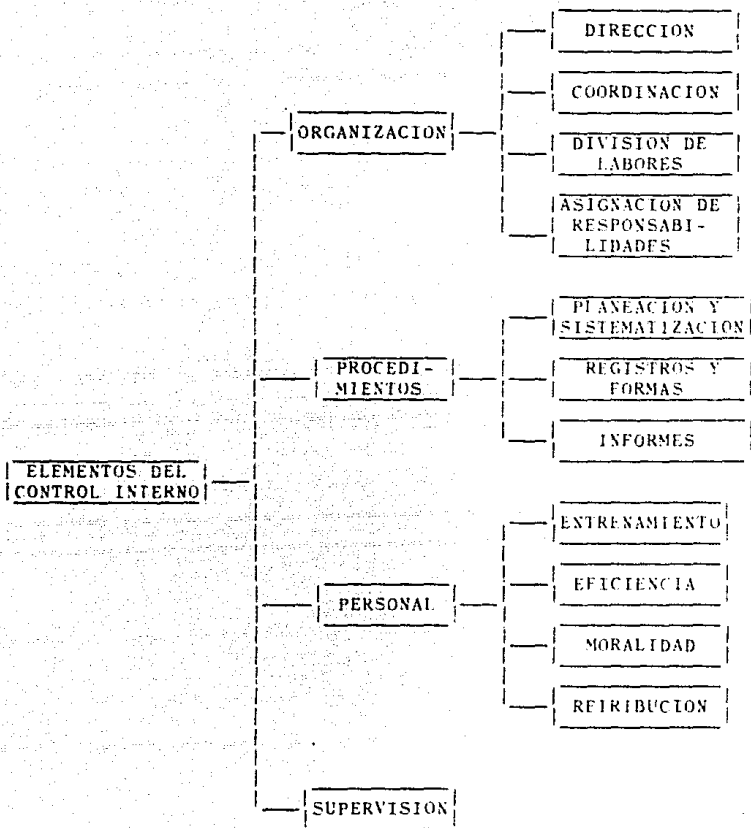 ELEMENTOS DEL
CONTROL INTERNO
ORGANIZACION
DIRECCION
COORDINACION
DIVISION DE
LABORES
ASIGNACION DE
RESPONSABI-
LIDADES
PROCEDI-
MIENTOS
PLANEACION Y
SISTEMATIZACION
REGISTROS Y
FORMAS
INFORMES
PERSONAL
ENTRENAMIENTO
EFICIENCIA
MORALIDAD
RETRIBUCION
SUPERVISION